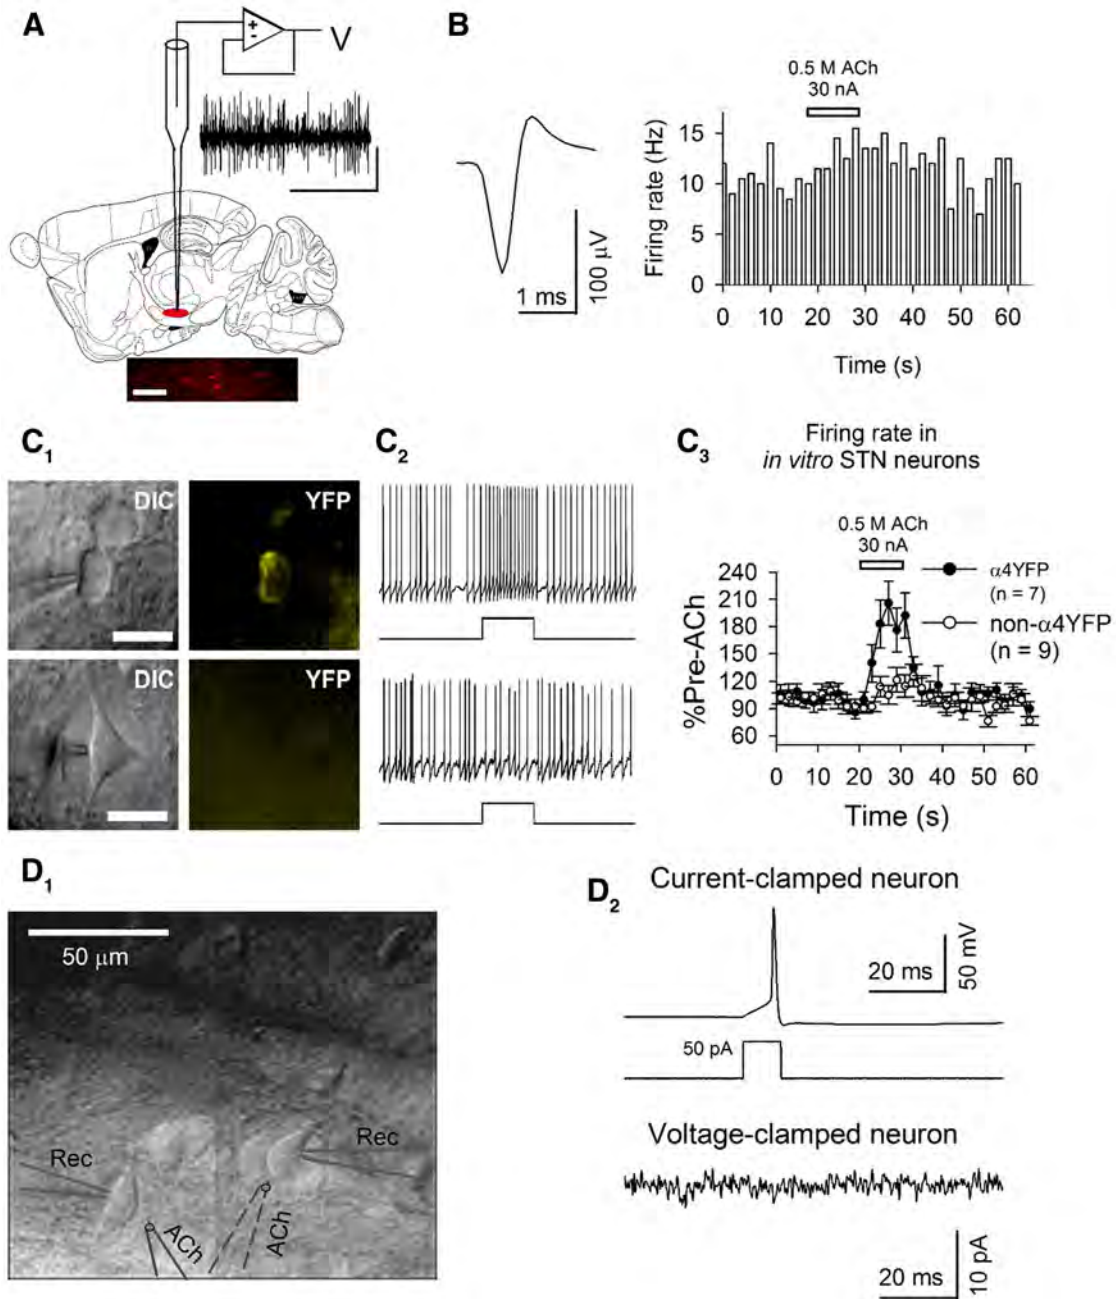 A
+
-
V
B
1 ms
100 μV
0.5 M ACh
30 nA
Firing rate (Hz)
15
10
5
0
0 10 20 30 40 50 60
Time (s)
C1
DIC
YFP
DIC
YFP
C2
C3
Firing rate in
in vitro STN neurons
0.5 M ACh
30 nA
α4YFP
(n = 7)
non-α4YFP
(n = 9)
%Pre-ACh
240
210
180
150
120
90
60
0 10 20 30 40 50 60
Time (s)
D1
50 μm
Rec
Rec
ACh
ACh
D2
Current-clamped neuron
20 ms
50 mV
50 pA
Voltage-clamped neuron
20 ms
10 pA